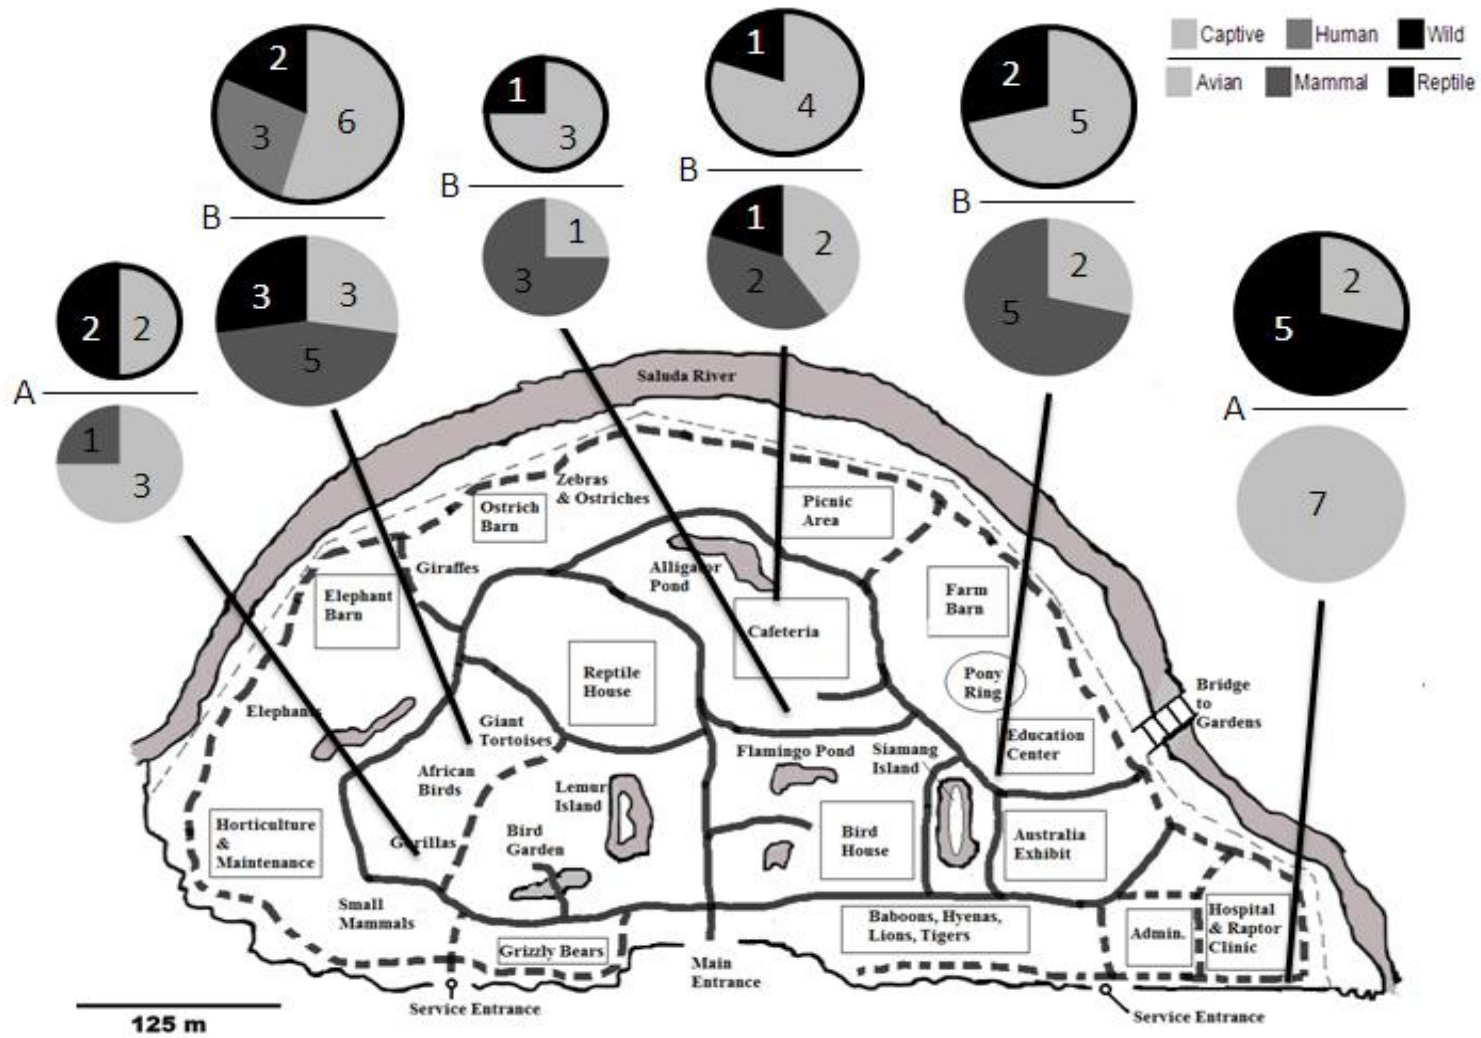 Captive Human Wild
Avian Mammal Reptile
2
3
6
B
3
3
5
1
3
B
1
3
1
4
B
1
2
2
2
5
B
2
5
2
2
A
1
3
2
5
A
7
Saluda River
Zebras
& Ostriches
Ostrich
Barn
Picnic
Area
Giraffes
Alligator
Pond
Elephant
Barn
Farm
Barn
Cafeteria
Reptile
House
Pony
Ring
Bridge
to
Gardens
Elephants
Giant
Tortoises
Education
Center
Flamingo Pond
Siamang
Island
African
Birds
Lemur
Island
Horticulture
&
Maintenance
Gorillas
Bird
Garden
Bird
House
Australia
Exhibit
Small
Mammals
Baboons, Hyenas,
Lions, Tigers
Admin.
Hospital
& Raptor
Clinic
Grizzly Bears
Main
Entrance
Service Entrance
Service Entrance
125 m